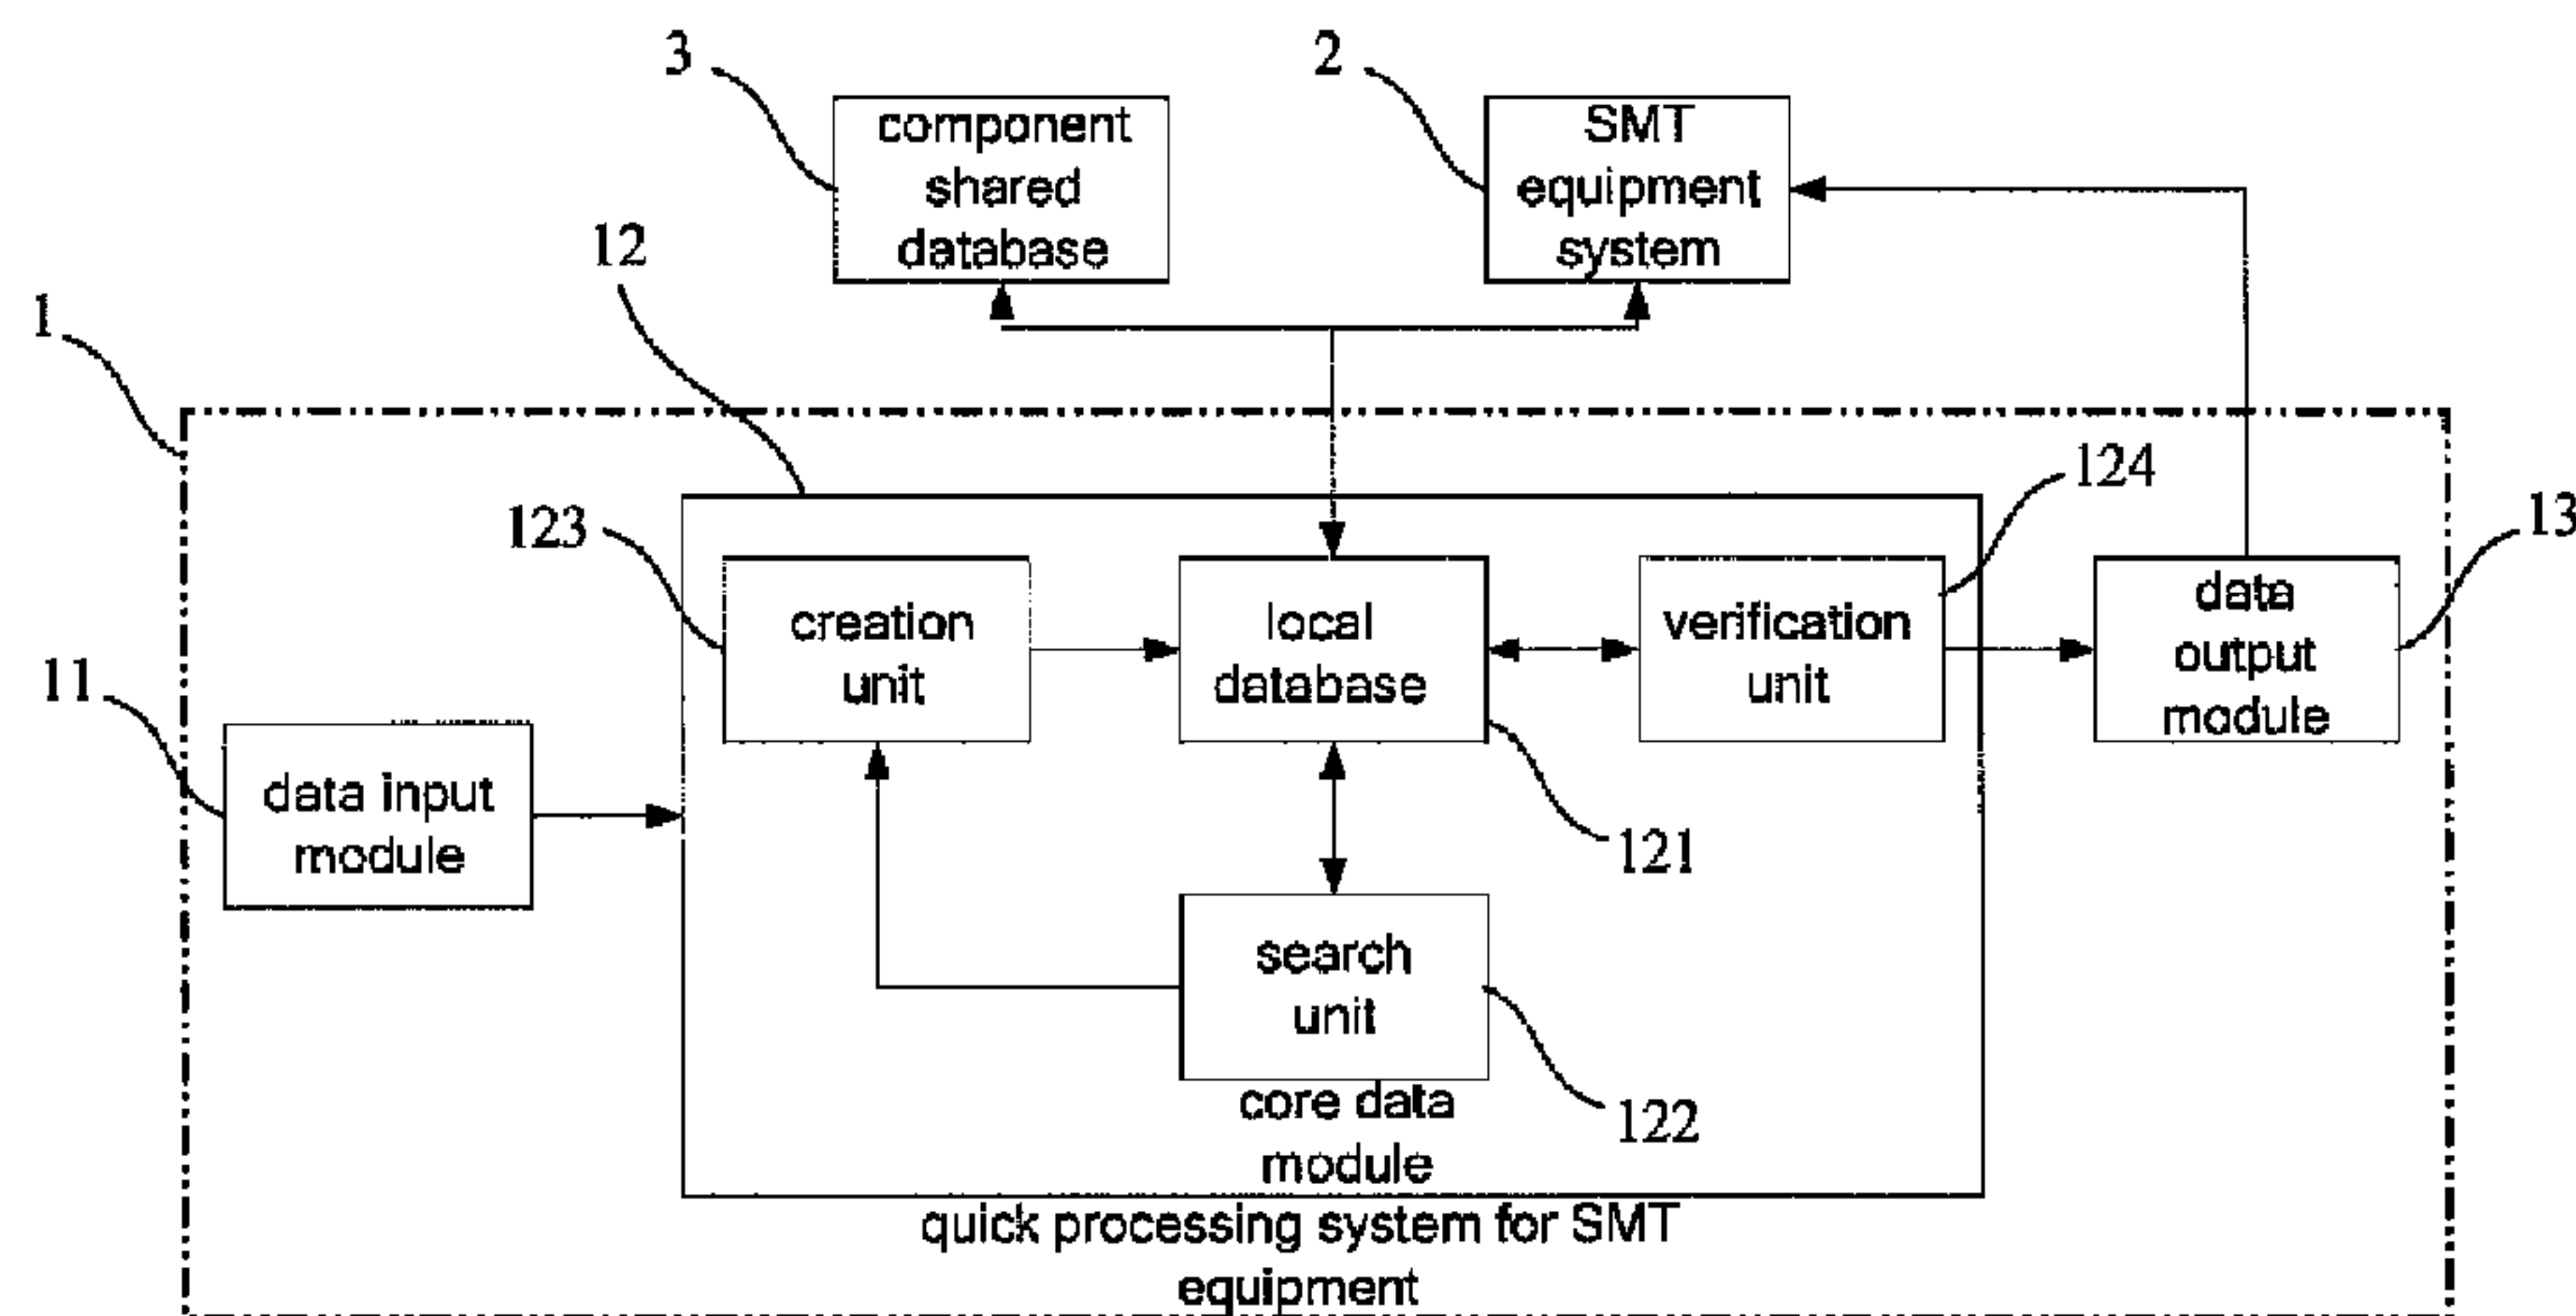 3
component
shared
database
2
SMT
equipment
system
12
1
123
creation
unit
local
database
verification
unit
124
data
output
module
13
11
data input
module
121
search
unit
122
core data
module
quick processing system for SMT
equipment